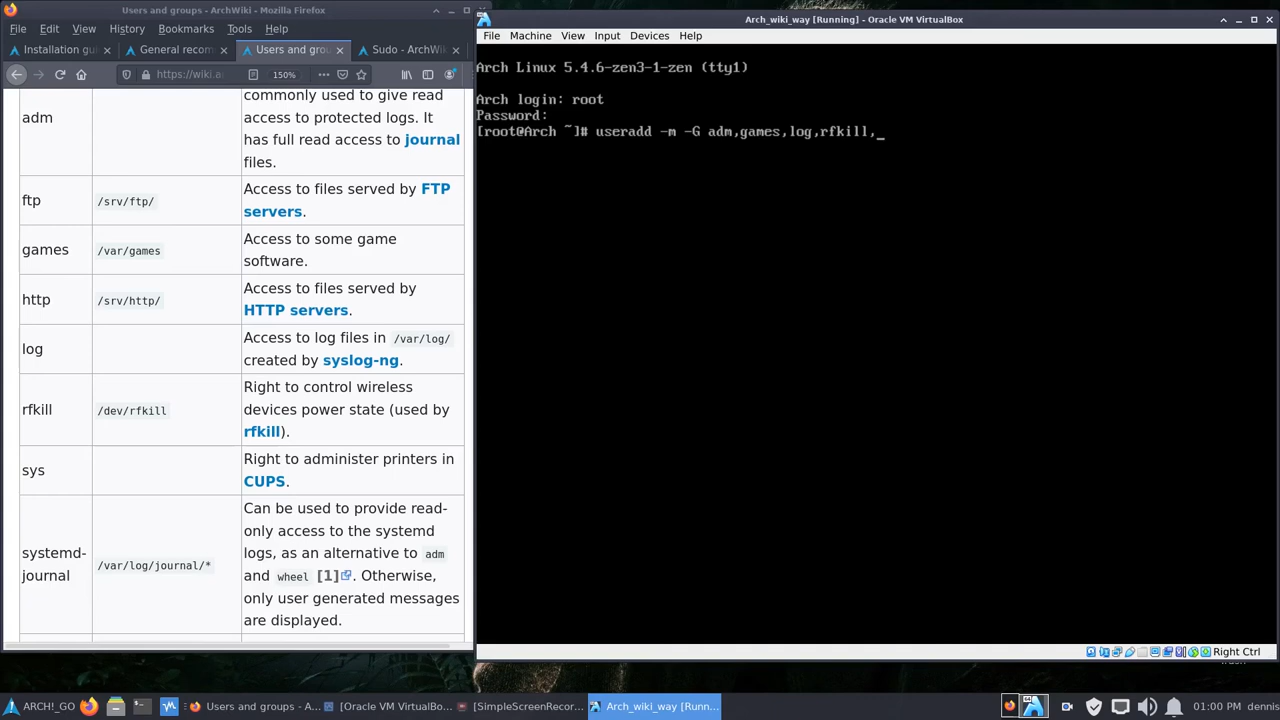 Users and groups - ArchWiki - Mozilla Firefox
File Edit View History Bookmarks Tools Help
Installation gui
General recom
Users and grou
Sudo - ArchWi
https://wiki.a
150%
adm
commonly used to give read
access to protected logs. It
has full read access to journal
files.
ftp
/srv/ftp/
Access to files served by FTP
servers.
games
/var/games
Access to some game
software.
http
/srv/http/
Access to files served by
HTTP servers.
log
Access to log files in /var/log/
created by syslog-ng.
rfkill
/dev/rfkill
Right to control wireless
devices power state (used by
rfkill).
sys
Right to administer printers in
CUPS.
systemd-
journal
/var/log/journal/*
Can be used to provide read-
only access to the systemd
logs, as an alternative to adm
and wheel [1]. Otherwise,
only user generated messages
are displayed.
Arch_wiki_way [Running] - Oracle VM VirtualBox
File Machine View Input Devices Help
Arch Linux 5.4.6-zen3-1-zen (tty1)
Arch login: root
Password:
[root@Arch ~]# useradd -m -G adm,games,log,rfkill,_
Right Ctrl
ARCH!_GO
Users and groups - A...
[Oracle VM VirtualBo...
[SimpleScreenRecor...
Arch_wiki_way [Runn...
01:00 PM
dennis